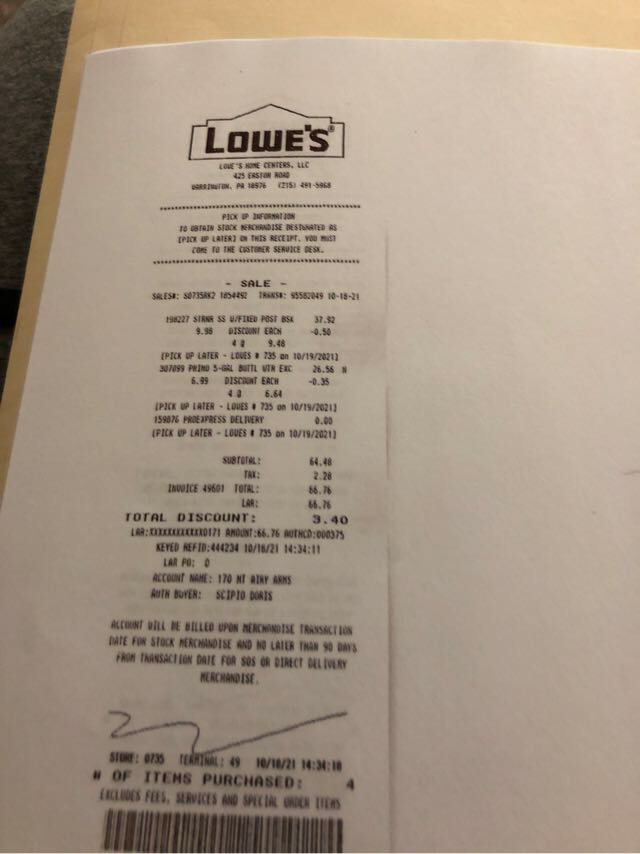 LOWE'S®
LOWE'S HOME CENTERS, LLC
425 EASTON ROAD
WARRINGTON, PA 18976 (215) 491-5968
PICK UP INFORMATION
TO OBTAIN STOCK MERCHANDISE DESIGNATED AS
[PICK UP LATER] ON THIS RECEIPT, YOU MUST
COME TO THE CUSTOMER SERVICE DESK.
- SALE -
SALES#: S0735RK2 1854492 TRANS#: 95582049 10-18-21
198227 STRNR SS W/FIXED POST BSK 37.92
9.98 DISCOUNT EACH -0.50
4 @ 9.48
[PICK UP LATER - LOWES # 735 on 10/19/2021]
307099 PRIMO 5-GAL BOTTL WTR EXC 26.56 N
6.99 DISCOUNT EACH -0.35
4 @ 6.64
[PICK UP LATER - LOWES # 735 on 10/19/2021]
159876 PROEXPRESS DELIVERY 0.00
[PICK UP LATER - LOWES # 735 on 10/19/2021]
SUBTOTAL: 64.48
TAX: 2.28
INVOICE 49601 TOTAL: 66.76
LAR: 66.76
TOTAL DISCOUNT: 3.40
LAR:XXXXXXXXXXXX0171 AMOUNT:66.76 AUTHCD:000375
KEYED REFID:444234 10/18/21 14:34:11
LAR PO: 0
ACCOUNT NAME: 170 MT AIRY ARMS
AUTH BUYER: SCIPIO DORIS
ACCOUNT WILL BE BILLED UPON MERCHANDISE TRANSACTION
DATE FOR STOCK MERCHANDISE AND NO LATER THAN 90 DAYS
FROM TRANSACTION DATE FOR SOS OR DIRECT DELIVERY
MERCHANDISE.
STORE: 0735 TERMINAL: 49 10/18/21 14:34:18
# OF ITEMS PURCHASED: 4
EXCLUDES FEES, SERVICES AND SPECIAL ORDER ITEMS